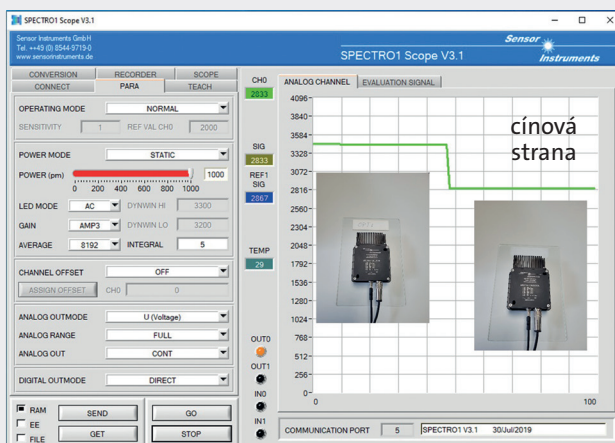 SPECTRO1 Scope V3.1
Sensor Instruments GmbH
Tel. ++49 (0) 8544-9719-0
www.sensorinstruments.de
SPECTRO1 Scope V3.1
Sensor
Instruments
CONVERSION
RECORDER
SCOPE
CONNECT
PARA
TEACH
OPERATING MODE
NORMAL
SENSITIVITY
1
REF VAL CH0
2000
POWER MODE
STATIC
POWER (pm)
1000
0 200 400 600 800 1000
LED MODE
AC
DYNWIN HI
3300
GAIN
AMP3
DYNWIN LO
3200
AVERAGE
8192
INTEGRAL
5
CHANNEL OFFSET
OFF
ASSIGN OFFSET
CH0
0
ANALOG OUTMODE
U (Voltage)
ANALOG RANGE
FULL
ANALOG OUT
CONT
DIGITAL OUTMODE
DIRECT
RAM
EE
FILE
SEND
GET
GO
STOP
CH0
2833
SIG
2833
REF1
SIG
2867
TEMP
29
OUT0
OUT1
IN0
IN1
ANALOG CHANNEL
EVALUATION SIGNAL
4096-
3840-
3584-
3328-
3072-
2816-
2560-
2304-
2048-
1792-
1536-
1280-
1024-
768-
512-
256-
0-
0
100
cínová
strana
COMMUNICATION PORT
5
SPECTRO1 V3.1 30/Jul/2019